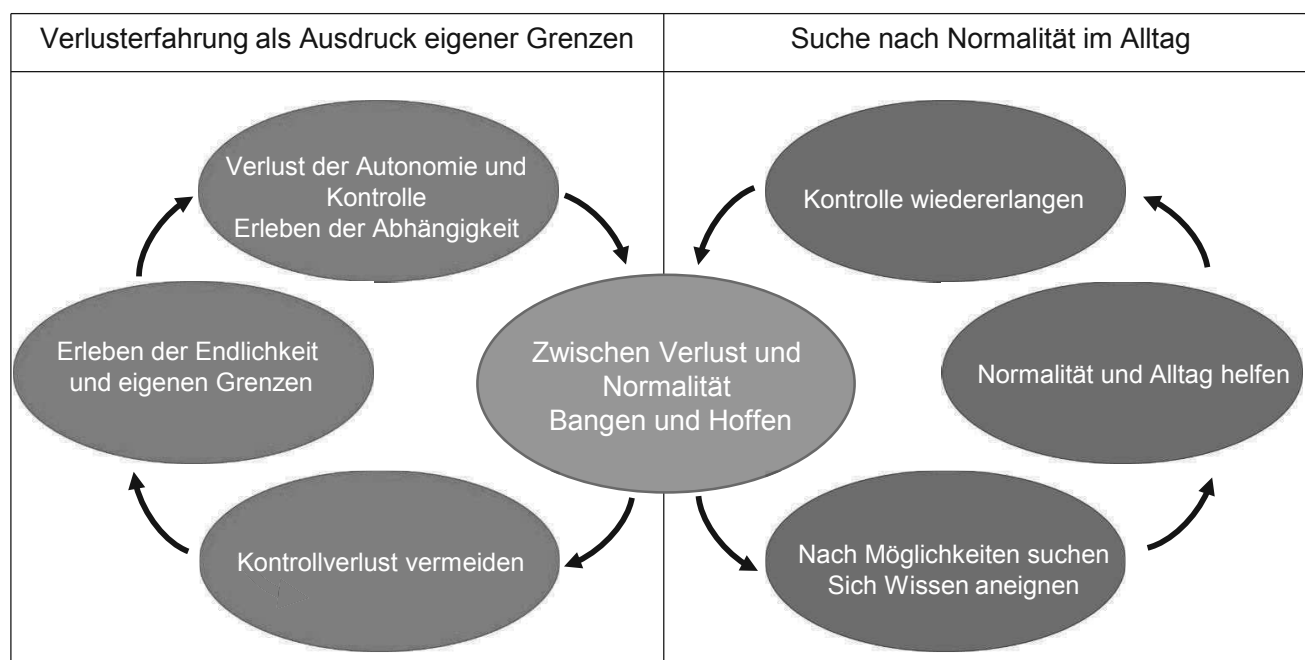 Verlusterfahrung als Ausdruck eigener Grenzen
Suche nach Normalität im Alltag
Verlust der Autonomie und
Kontrolle
Erleben der Abhängigkeit
Kontrolle wiedererlangen
Erleben der Endlichkeit
und eigenen Grenzen
Zwischen Verlust und
Normalität
Bangen und Hoffen
Normalität und Alltag helfen
Kontrollverlust vermeiden
Nach Möglichkeiten suchen
Sich Wissen aneignen